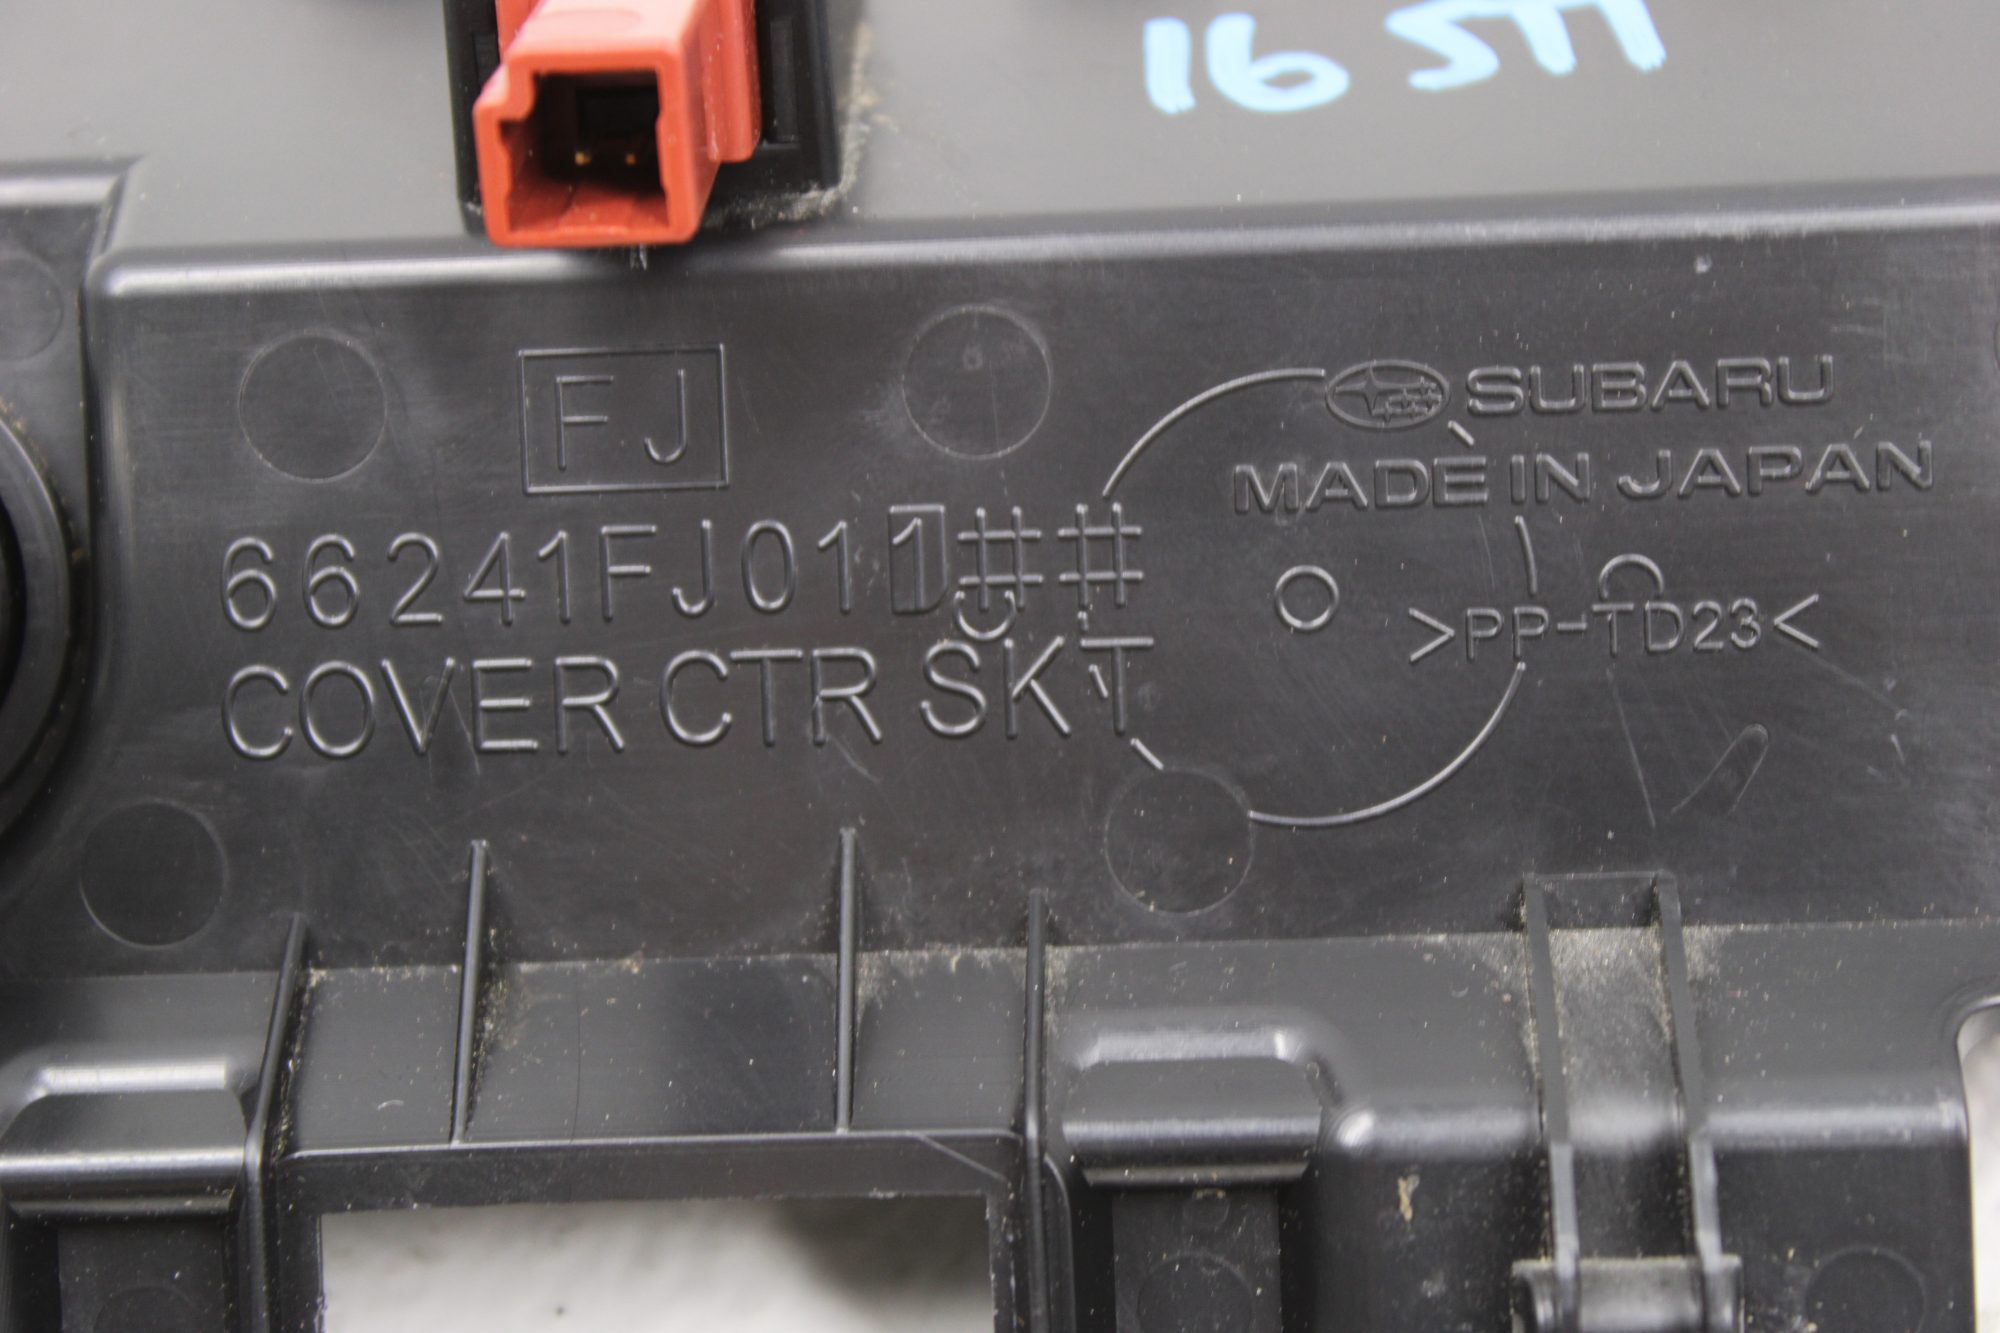 16 STI
FJ
SUBARU
MADE IN JAPAN
66241FJ011##
>PP-TD23<
COVER CTR SKT